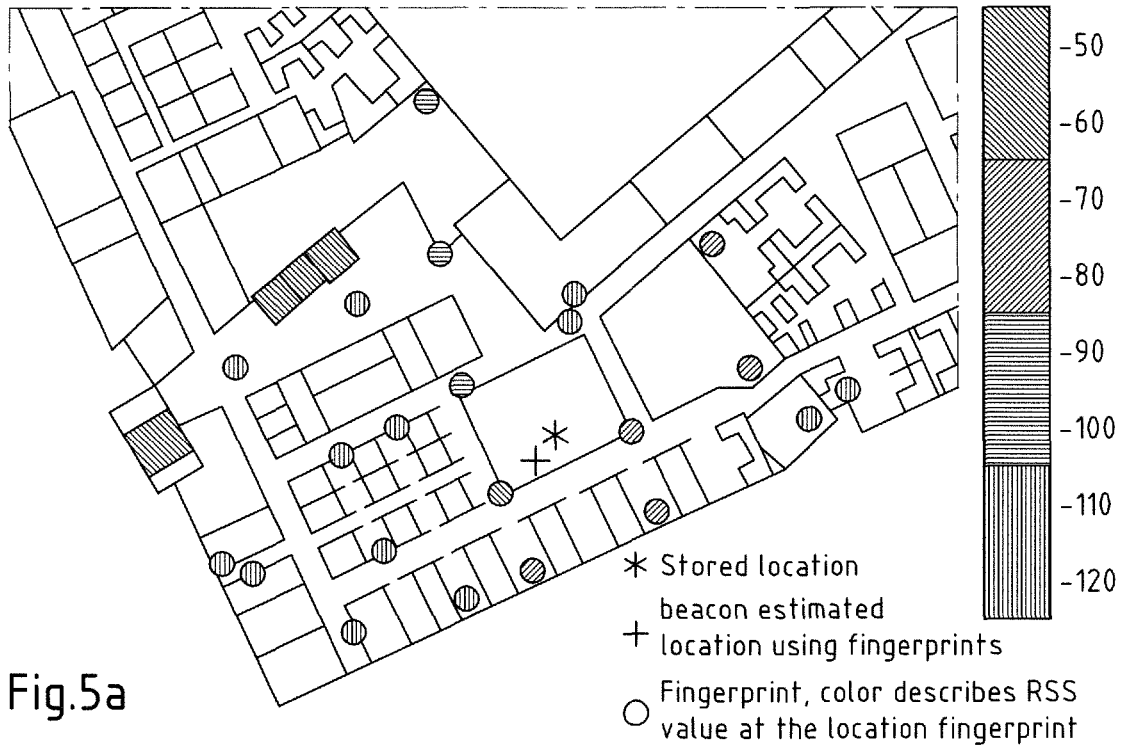 -50
-60
-70
-80
-90
-100
-110
-120
Stored location
beacon estimated
location using fingerprints
Fingerprint, color describes RSS
value at the location fingerprint
Fig.5a